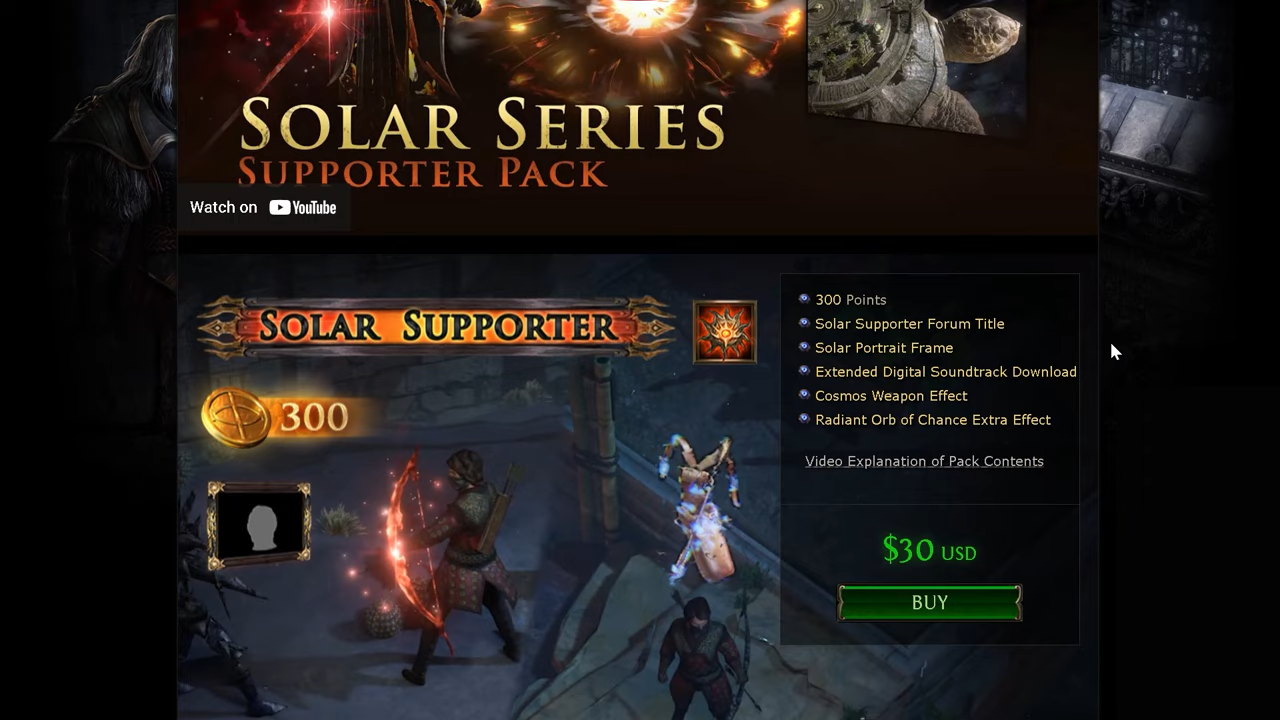 SOLAR SERIES
SUPPORTER PACK
Watch on YouTube
SOLAR SUPPORTER
300
300 Points
Solar Supporter Forum Title
Solar Portrait Frame
Extended Digital Soundtrack Download
Cosmos Weapon Effect
Radiant Orb of Chance Extra Effect
Video Explanation of Pack Contents
$30 USD
BUY